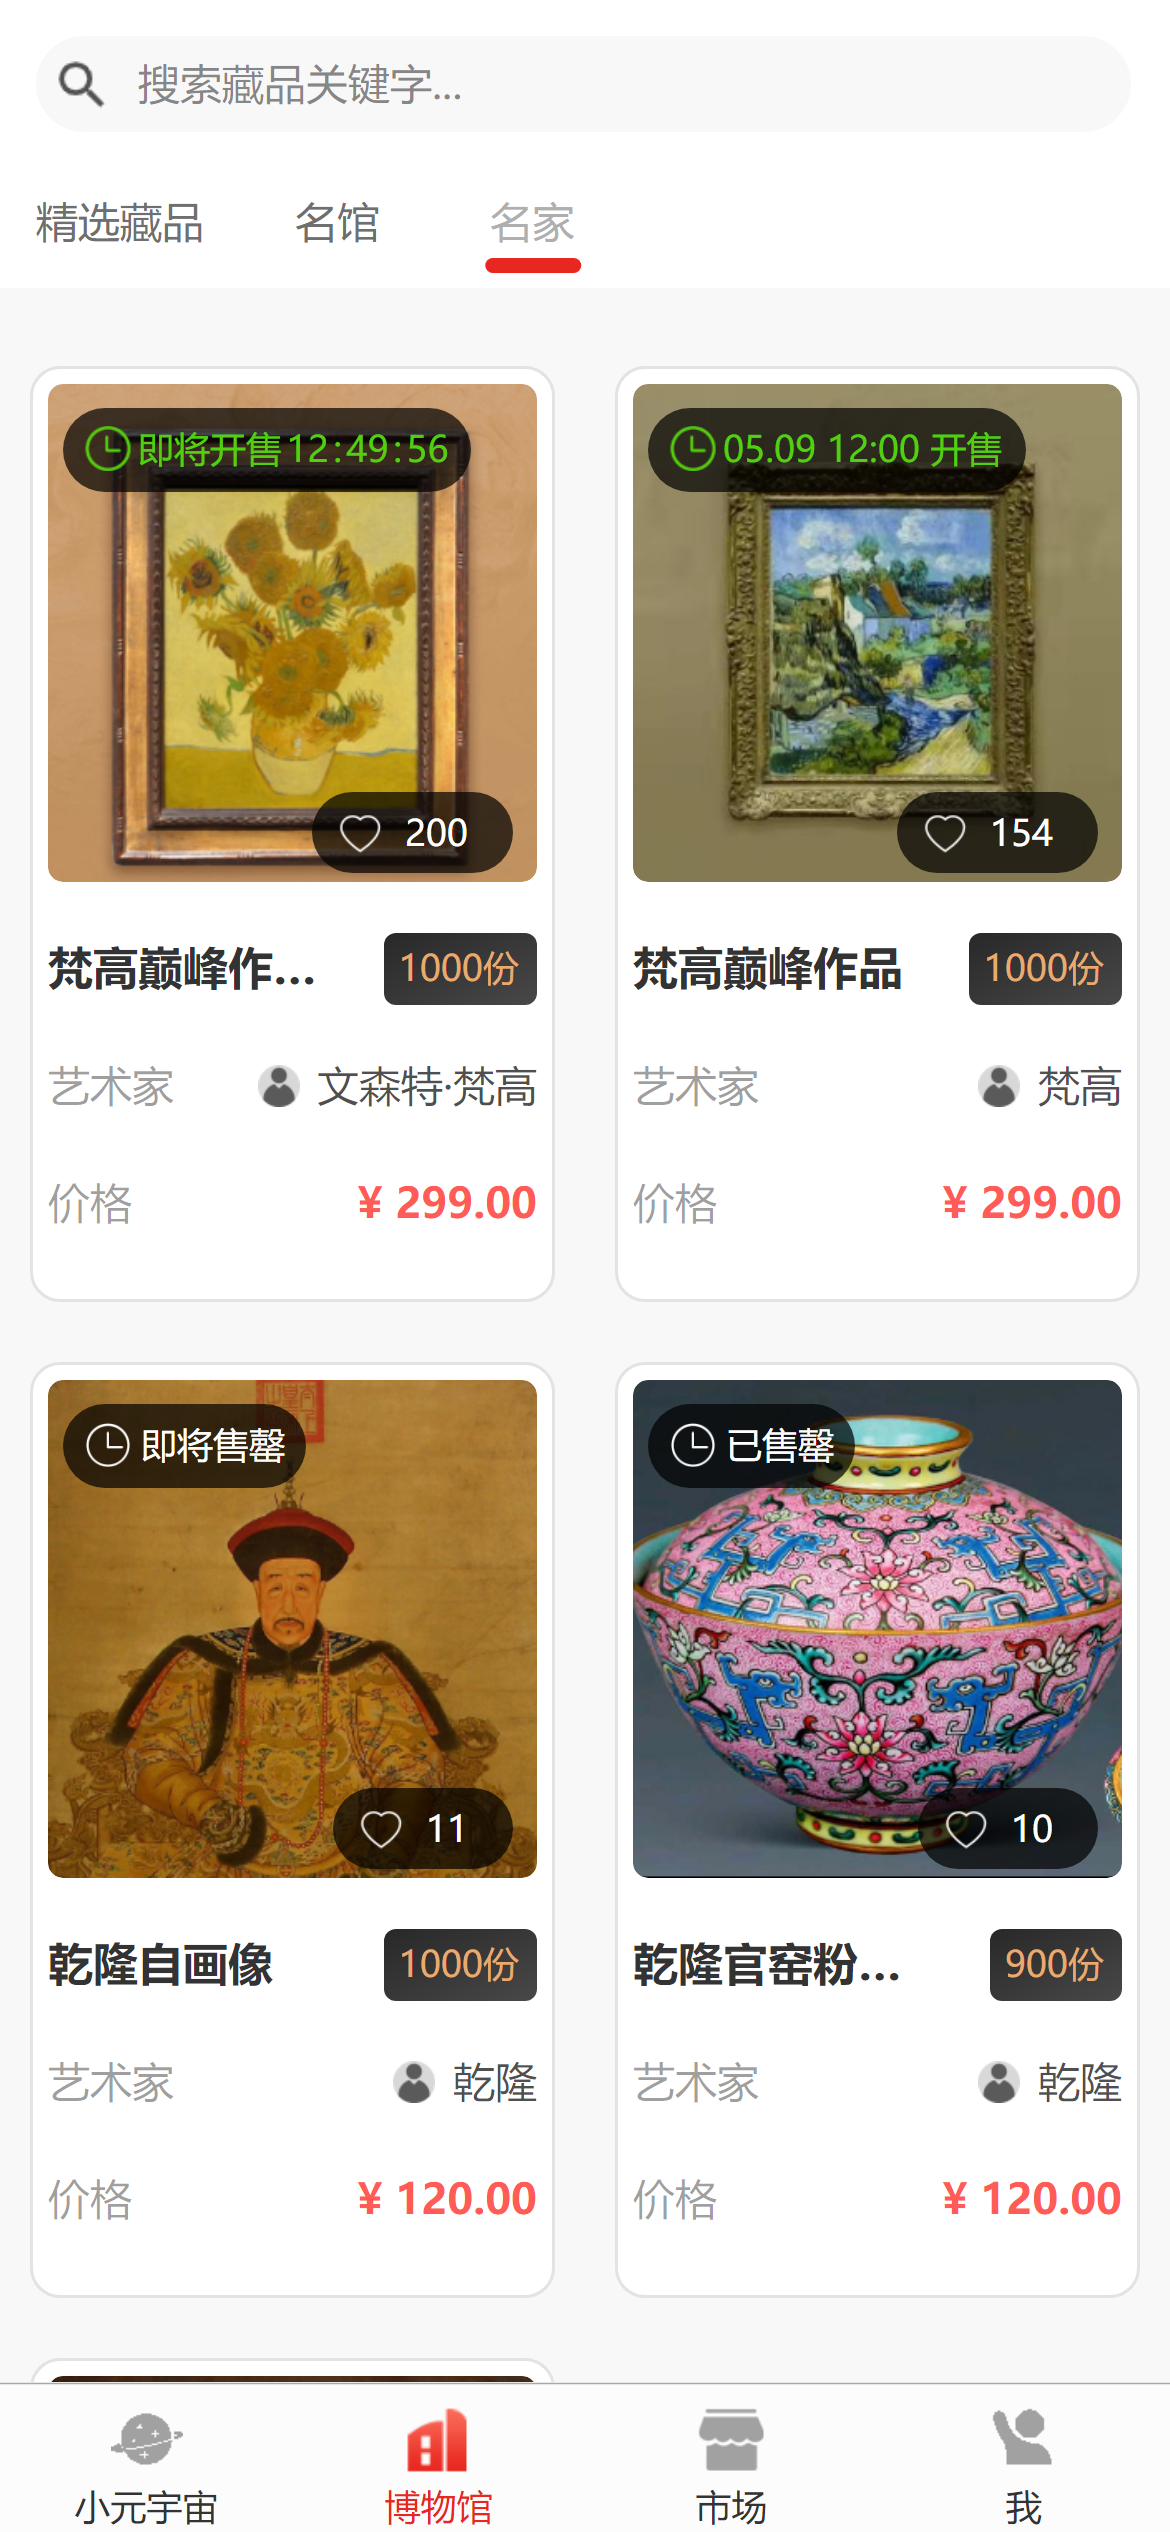 搜索藏品关键字...
精选藏品 名馆 名家
即将开售12:49:56
200
梵高巅峰作... 1000份
艺术家 文森特·梵高
价格 ¥ 299.00
05.09 12:00 开售
154
梵高巅峰作品 1000份
艺术家 梵高
价格 ¥ 299.00
即将售罄
11
乾隆自画像 1000份
艺术家 乾隆
价格 ¥ 120.00
已售罄
10
乾隆官窑粉... 900份
艺术家 乾隆
价格 ¥ 120.00
小元宇宙 博物馆 市场 我